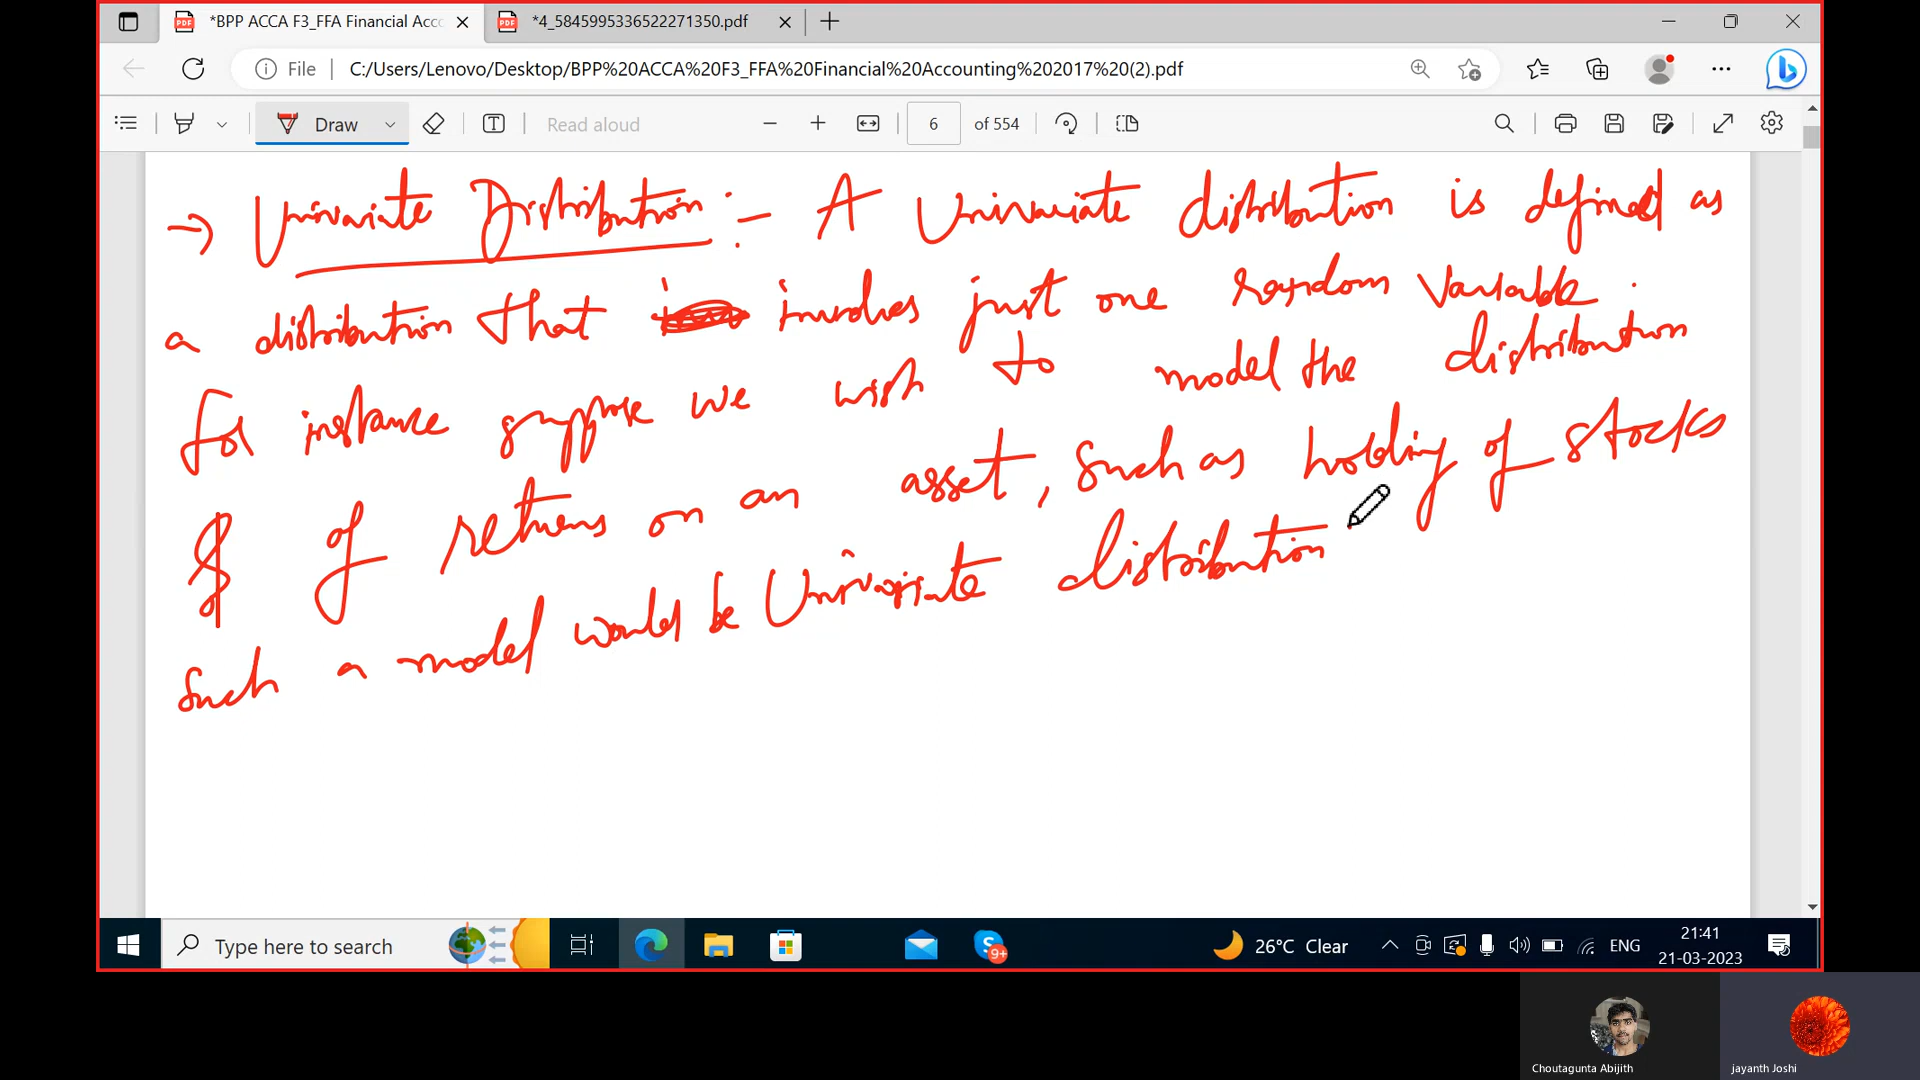 *BPP ACCA F3_FFA Financial Acc
*4_5845995336522271350.pdf
File
C:/Users/Lenovo/Desktop/BPP%20ACCA%20F3_FFA%20Financial%20Accounting%202017%20(2).pdf
Draw
Read aloud
6
of 554
→ Univariate Distribution :- A Univariate distribution is defined as
a distribution that involves just one random variable .
for instance suppose we wish to model the distribution
of returns on an asset, such as holding of stocks
such a model would be Univariate distribution
Type here to search
9+
26°C Clear
ENG
21:41
21-03-2023
Choutagunta Abijith
jayanth Joshi